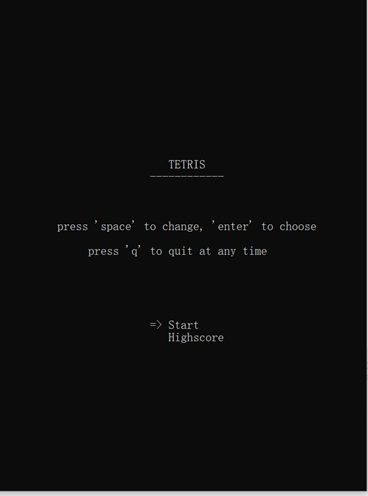 TETRIS
------------
press 'space' to change, 'enter' to choose
press 'q' to quit at any time
=> Start
Highscore